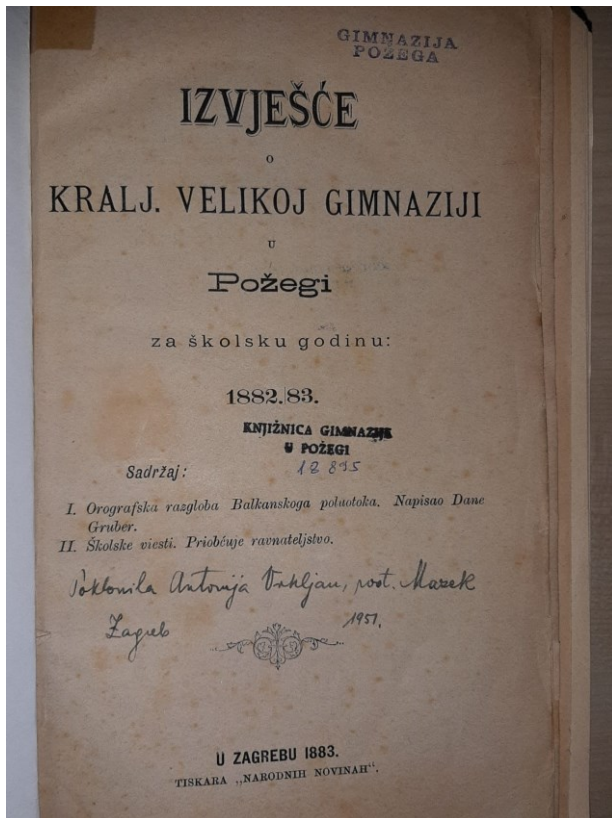 GIMNAZIJA
POŽEGA
IZVJEŠĆE
O
KRALJ. VELIKOJ GIMNAZIJI
U
Požegi
za školsku godinu:
1882./83.
KNJIŽNICA GIMNAZIJE
U POŽEGI
12 895
Sadržaj:
I. Orografska razgloba Balkanskoga poluotoka. Napisao Dane
Gruber.
II. Školske viesti. Priobćuje ravnateljstvo.
Poklonila Antonija Vrkljan, rođ. Mazek
Zagreb 1951.
U ZAGREBU 1883.
TISKARA „NARODNIH NOVINAH“.